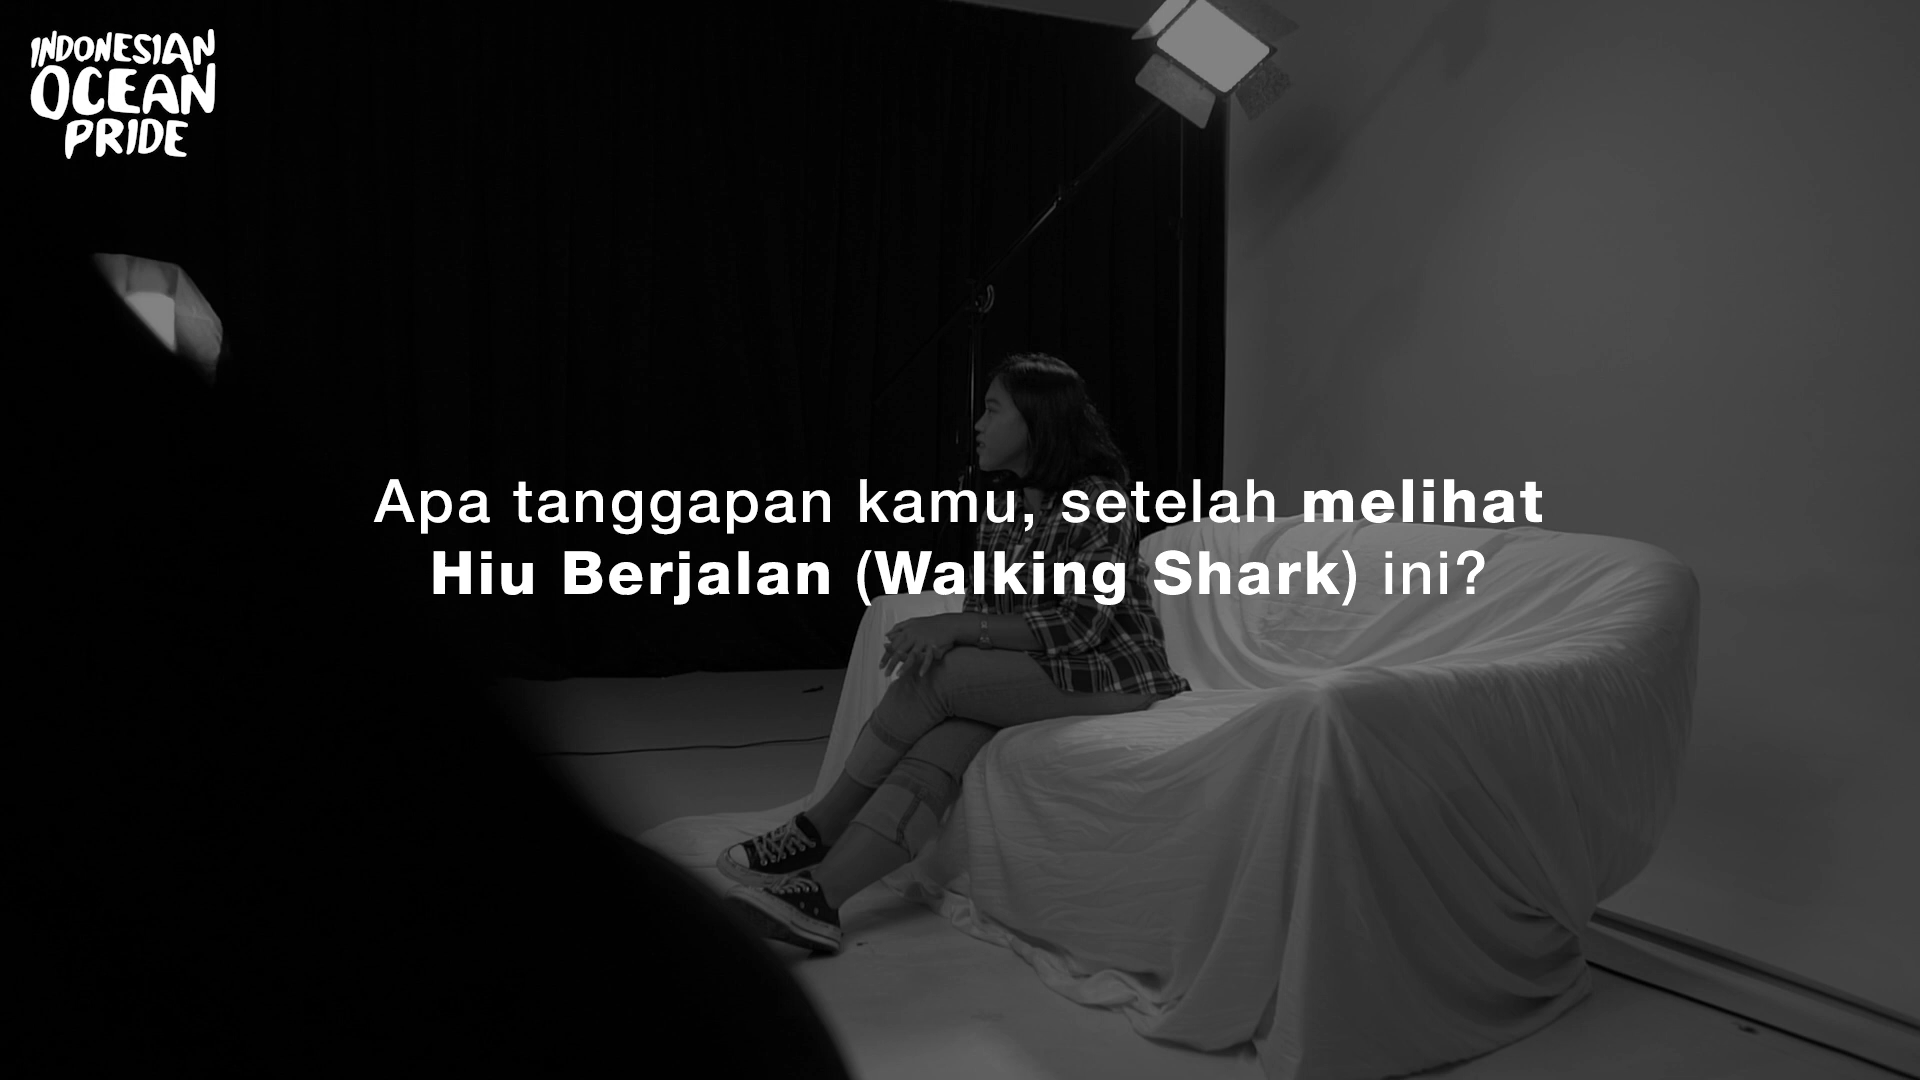 INDONESIAN
OCEAN
PRIDE
Apa tanggapan kamu, setelah melihat
Hiu Berjalan (Walking Shark) ini?